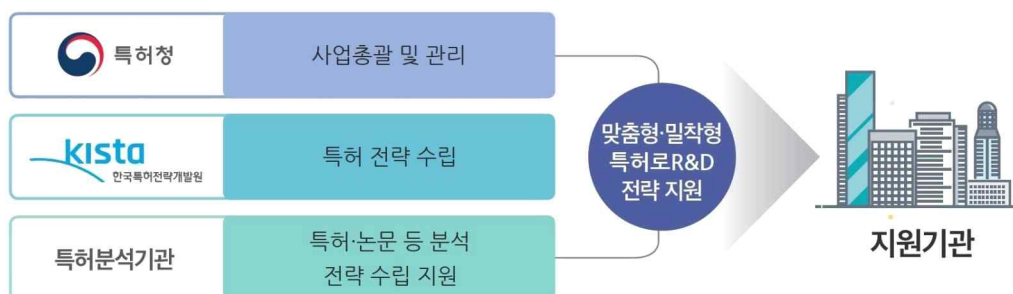 특허청
사업총괄 및 관리
kista
한국특허전략개발원
특허 전략 수립
특허분석기관
특허·논문 등 분석
전략 수립 지원
맞춤형·밀착형
특허로R&D
전략 지원
지원기관